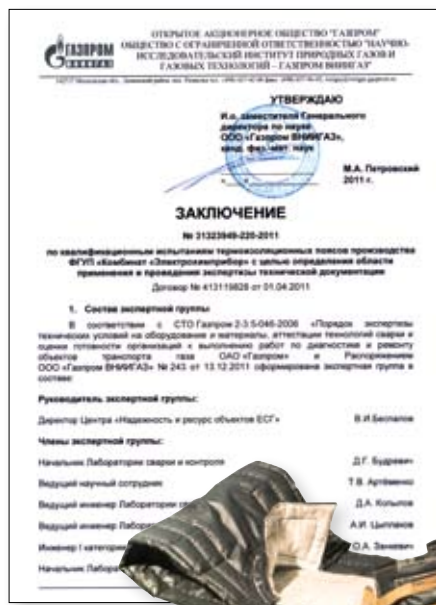 ГАЗПРОМ
ВНИИГАЗ
ОТКРЫТОЕ АКЦИОНЕРНОЕ ОБЩЕСТВО "ГАЗПРОМ"
ОБЩЕСТВО С ОГРАНИЧЕННОЙ ОТВЕТСТВЕННОСТЬЮ "НАУЧНО-
ИССЛЕДОВАТЕЛЬСКИЙ ИНСТИТУТ ПРИРОДНЫХ ГАЗОВ И
ГАЗОВЫХ ТЕХНОЛОГИЙ – ГАЗПРОМ ВНИИГАЗ"
УТВЕРЖДАЮ
И.о. заместителя Генерального
директора по науке
ООО «Газпром ВНИИГАЗ»,
канд. физ.-мат. наук
М.А. Петровский
2011 г.
ЗАКЛЮЧЕНИЕ
№ 31323949-220-2011
по квалификационным испытаниям термоизоляционных поясов производства
ФГУП «Комбинат «Электрохимприбор» с целью определения области
применения и проведения экспертизы технической документации
Договор № 413119828 от 01.04.2011
1. Состав экспертной группы
В соответствии с СТО Газпром 2-3.5-046-2006 «Порядок экспертизы
технических условий на оборудование и материалы, аттестации технологий сварки и
оценки готовности организаций к выполнению работ по диагностике и ремонту
объектов транспорта газа ОАО «Газпром» и Распоряжением
ООО «Газпром ВНИИГАЗ» № 243 от 13.12.2011 сформирована экспертная группа в
составе:
Руководитель экспертной группы:
Директор Центра «Надежность и ресурс объектов ЕСГ» В.И.Беспалов
Члены экспертной группы:
Начальник Лаборатории сварки и контроля Д.Г. Будревич
Ведущий научный сотрудник Т.В. Артёменко
Ведущий инженер Лаборатории Д.А. Копылов
Ведущий инженер А.И. Цыплаков
Инженер I категории О.А. Занкевич
Начальник